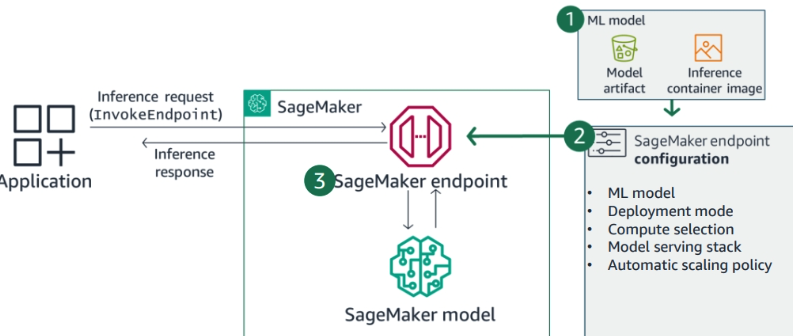 1
ML model
Model
artifact
Inference
container image
Inference request
(InvokeEndpoint)
Inference
response
Application
SageMaker
3
SageMaker endpoint
SageMaker model
2
SageMaker endpoint
configuration
• ML model
• Deployment mode
• Compute selection
• Model serving stack
• Automatic scaling policy